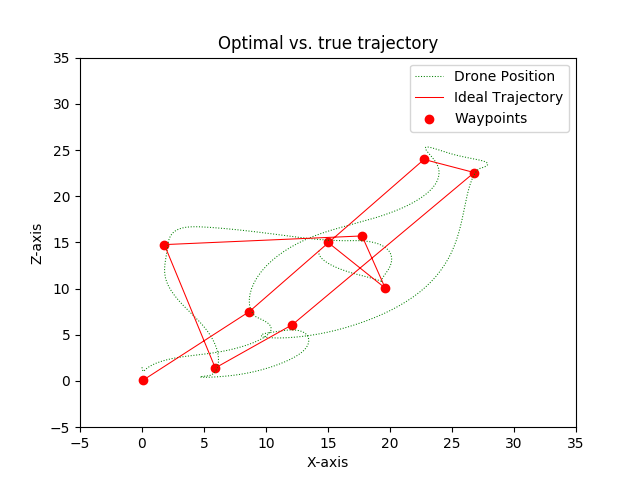 Optimal vs. true trajectory
Drone Position
Ideal Trajectory
Waypoints
Z-axis
35
30
25
20
15
10
5
0
−5
−5 0 5 10 15 20 25 30 35
X-axis